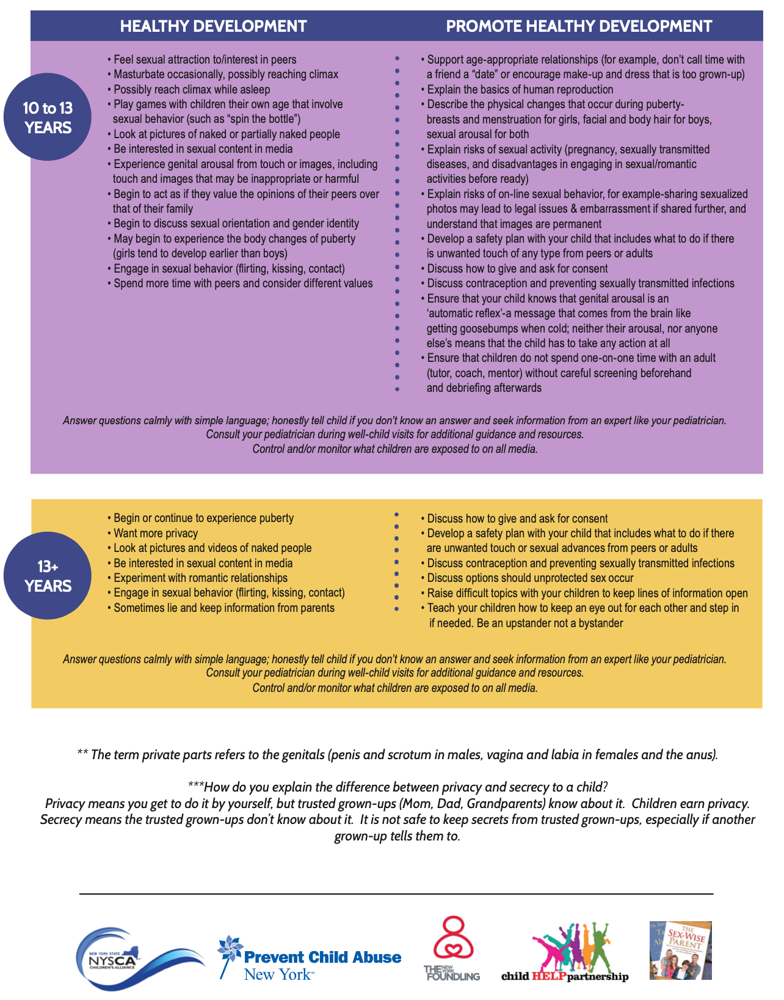 HEALTHY DEVELOPMENT
PROMOTE HEALTHY DEVELOPMENT
10 to 13
YEARS
• Feel sexual attraction to/interest in peers
• Masturbate occasionally, possibly reaching climax
• Possibly reach climax while asleep
• Play games with children their own age that involve
sexual behavior (such as “spin the bottle”)
• Look at pictures of naked or partially naked people
• Be interested in sexual content in media
• Experience genital arousal from touch or images, including
touch and images that may be inappropriate or harmful
• Begin to act as if they value the opinions of their peers over
that of their family
• Begin to discuss sexual orientation and gender identity
• May begin to experience the body changes of puberty
(girls tend to develop earlier than boys)
• Engage in sexual behavior (flirting, kissing, contact)
• Spend more time with peers and consider different values
• Support age-appropriate relationships (for example, don’t call time with
a friend a “date” or encourage make-up and dress that is too grown-up)
• Explain the basics of human reproduction
• Describe the physical changes that occur during puberty-
breasts and menstruation for girls, facial and body hair for boys,
sexual arousal for both
• Explain risks of sexual activity (pregnancy, sexually transmitted
diseases, and disadvantages in engaging in sexual/romantic
activities before ready)
• Explain risks of on-line sexual behavior, for example-sharing sexualized
photos may lead to legal issues & embarrassment if shared further, and
understand that images are permanent
• Develop a safety plan with your child that includes what to do if there
is unwanted touch of any type from peers or adults
• Discuss how to give and ask for consent
• Discuss contraception and preventing sexually transmitted infections
• Ensure that your child knows that genital arousal is an
‘automatic reflex’-a message that comes from the brain like
getting goosebumps when cold; neither their arousal, nor anyone
else’s means that the child has to take any action at all
• Ensure that children do not spend one-on-one time with an adult
(tutor, coach, mentor) without careful screening beforehand
and debriefing afterwards
Answer questions calmly with simple language; honestly tell child if you don’t know an answer and seek information from an expert like your pediatrician.
Consult your pediatrician during well-child visits for additional guidance and resources.
Control and/or monitor what children are exposed to on all media.
13+
YEARS
• Begin or continue to experience puberty
• Want more privacy
• Look at pictures and videos of naked people
• Be interested in sexual content in media
• Experiment with romantic relationships
• Engage in sexual behavior (flirting, kissing, contact)
• Sometimes lie and keep information from parents
• Discuss how to give and ask for consent
• Develop a safety plan with your child that includes what to do if there
are unwanted touch or sexual advances from peers or adults
• Discuss contraception and preventing sexually transmitted infections
• Discuss options should unprotected sex occur
• Raise difficult topics with your children to keep lines of information open
• Teach your children how to keep an eye out for each other and step in
if needed. Be an upstander not a bystander
Answer questions calmly with simple language; honestly tell child if you don’t know an answer and seek information from an expert like your pediatrician.
Consult your pediatrician during well-child visits for additional guidance and resources.
Control and/or monitor what children are exposed to on all media.
** The term private parts refers to the genitals (penis and scrotum in males, vagina and labia in females and the anus).
***How do you explain the difference between privacy and secrecy to a child?
Privacy means you get to do it by yourself, but trusted grown-ups (Mom, Dad, Grandparents) know about it. Children earn privacy.
Secrecy means the trusted grown-ups don’t know about it. It is not safe to keep secrets from trusted grown-ups, especially if another
grown-up tells them to.
NEW YORK STATE
NYSCA
CHILDREN'S ALLIANCE
Prevent Child Abuse
New York™
THE NEW YORK
FOUNDLING
child HELP partnership
THE
SEX-WISE
PARENT